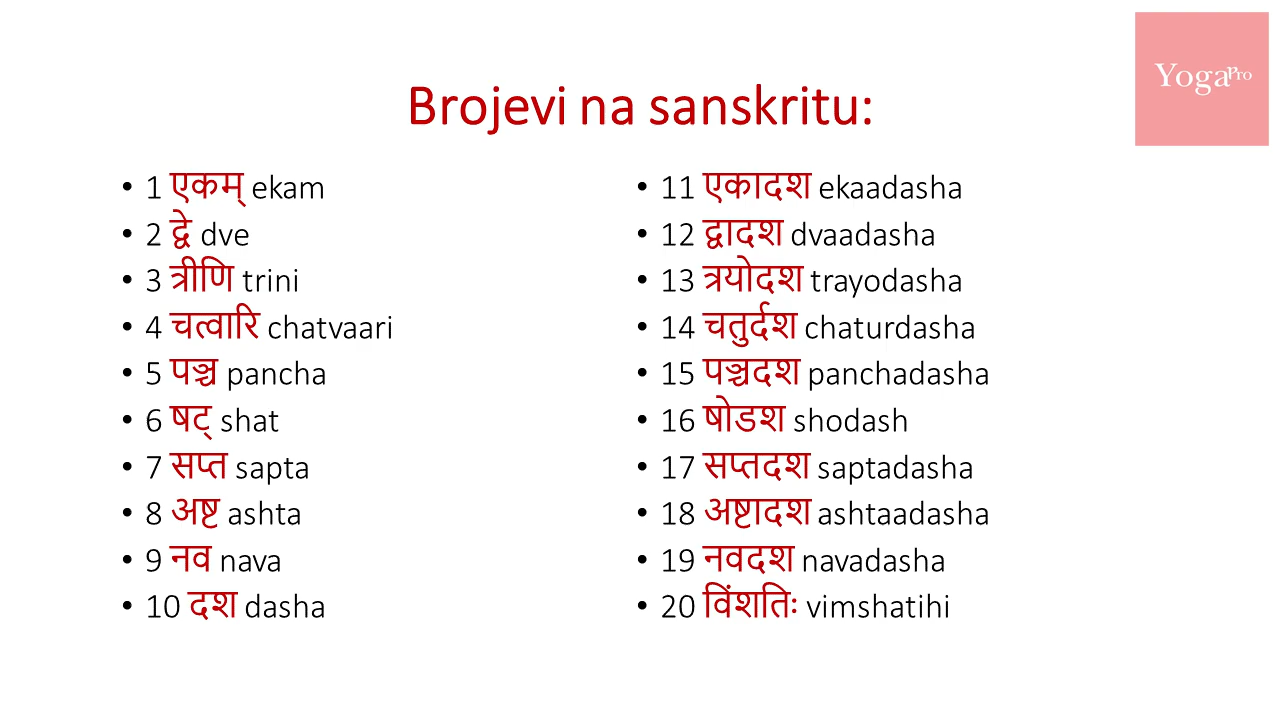 YogaPro
Brojevi na sanskritu:
• 1 एकम् ekam
• 2 द्वे dve
• 3 त्रीणि trini
• 4 चत्वारि chatvaari
• 5 पञ्च pancha
• 6 षट् shat
• 7 सप्त sapta
• 8 अष्ट ashta
• 9 नव nava
• 10 दश dasha
• 11 एकादश ekaadasha
• 12 द्वादश dvaadasha
• 13 त्रयोदश trayodasha
• 14 चतुर्दश chaturdasha
• 15 पञ्चदश panchadasha
• 16 षोडश shodash
• 17 सप्तदश saptadasha
• 18 अष्टादश ashtaadasha
• 19 नवदश navadasha
• 20 विंशतिः vimshatihi